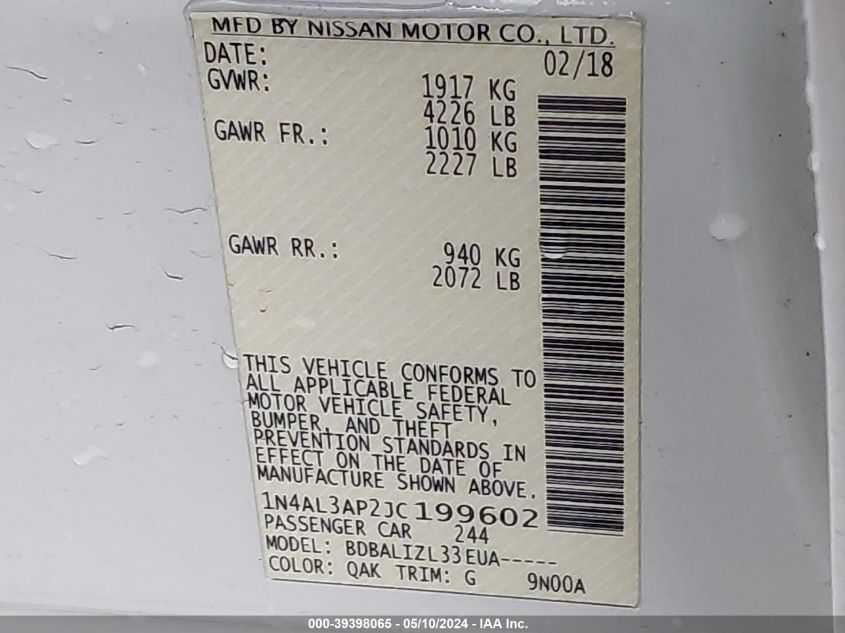 MFD BY NISSAN MOTOR CO., LTD.
DATE: 02/18
GVWR: 1917 KG
4226 LB
GAWR FR.: 1010 KG
2227 LB
GAWR RR.: 940 KG
2072 LB
THIS VEHICLE CONFORMS TO
ALL APPLICABLE FEDERAL
MOTOR VEHICLE SAFETY,
BUMPER, AND THEFT
PREVENTION STANDARDS IN
EFFECT ON THE DATE OF
MANUFACTURE SHOWN ABOVE.
1N4AL3AP2JC199602
PASSENGER CAR 244
MODEL: BDBALIZL33EUA-----
COLOR: QAK TRIM: G 9N00A
000-39398065 - 05/10/2024 - IAA Inc.